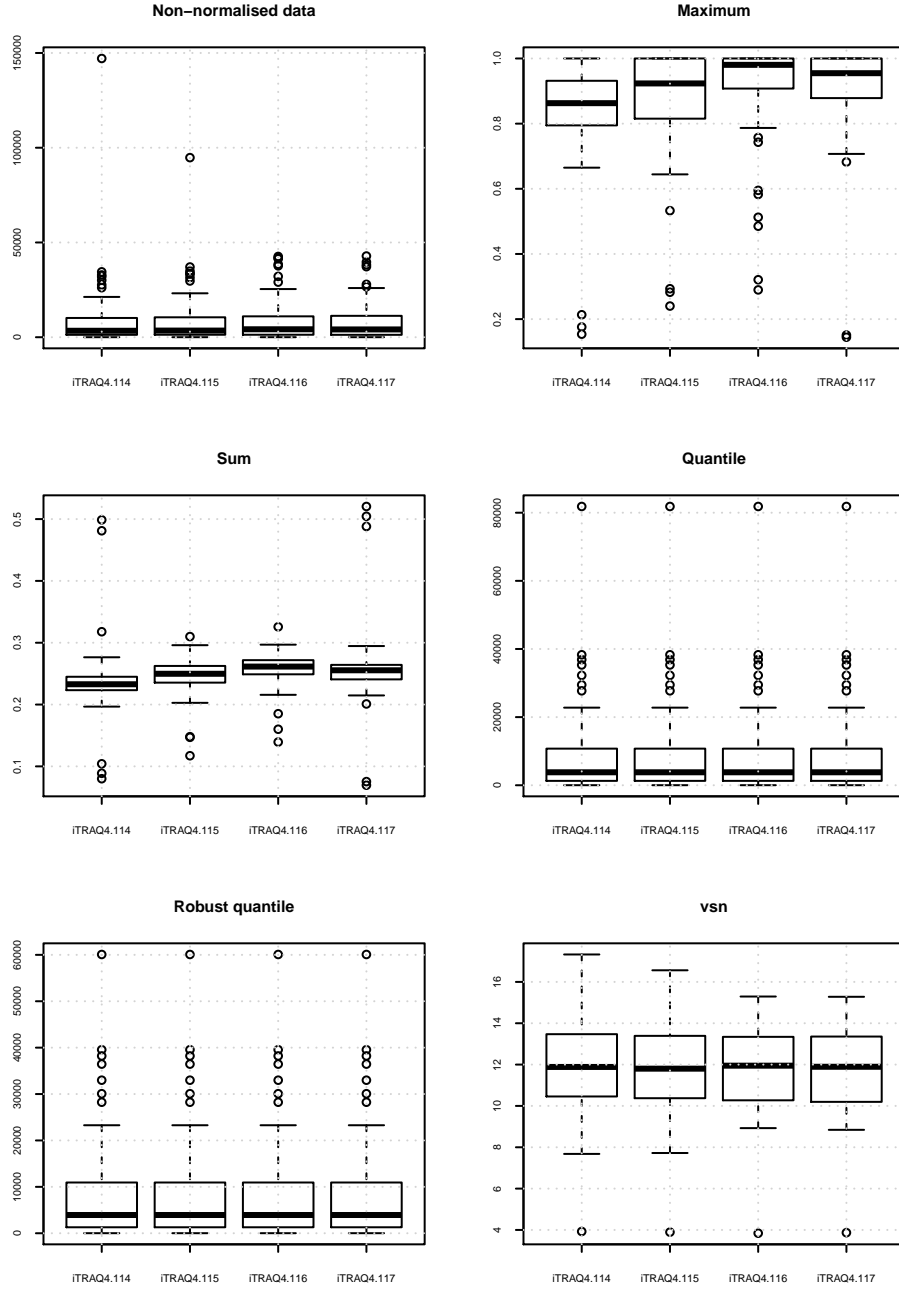 Non−normalised data
150000
100000
50000
0
iTRAQ4.114 iTRAQ4.115 iTRAQ4.116 iTRAQ4.117
Maximum
1.0
0.8
0.6
0.4
0.2
iTRAQ4.114 iTRAQ4.115 iTRAQ4.116 iTRAQ4.117
Sum
0.5
0.4
0.3
0.2
0.1
iTRAQ4.114 iTRAQ4.115 iTRAQ4.116 iTRAQ4.117
Quantile
80000
60000
40000
20000
0
iTRAQ4.114 iTRAQ4.115 iTRAQ4.116 iTRAQ4.117
Robust quantile
60000
50000
40000
30000
20000
10000
0
iTRAQ4.114 iTRAQ4.115 iTRAQ4.116 iTRAQ4.117
vsn
16
14
12
10
8
6
4
iTRAQ4.114 iTRAQ4.115 iTRAQ4.116 iTRAQ4.117